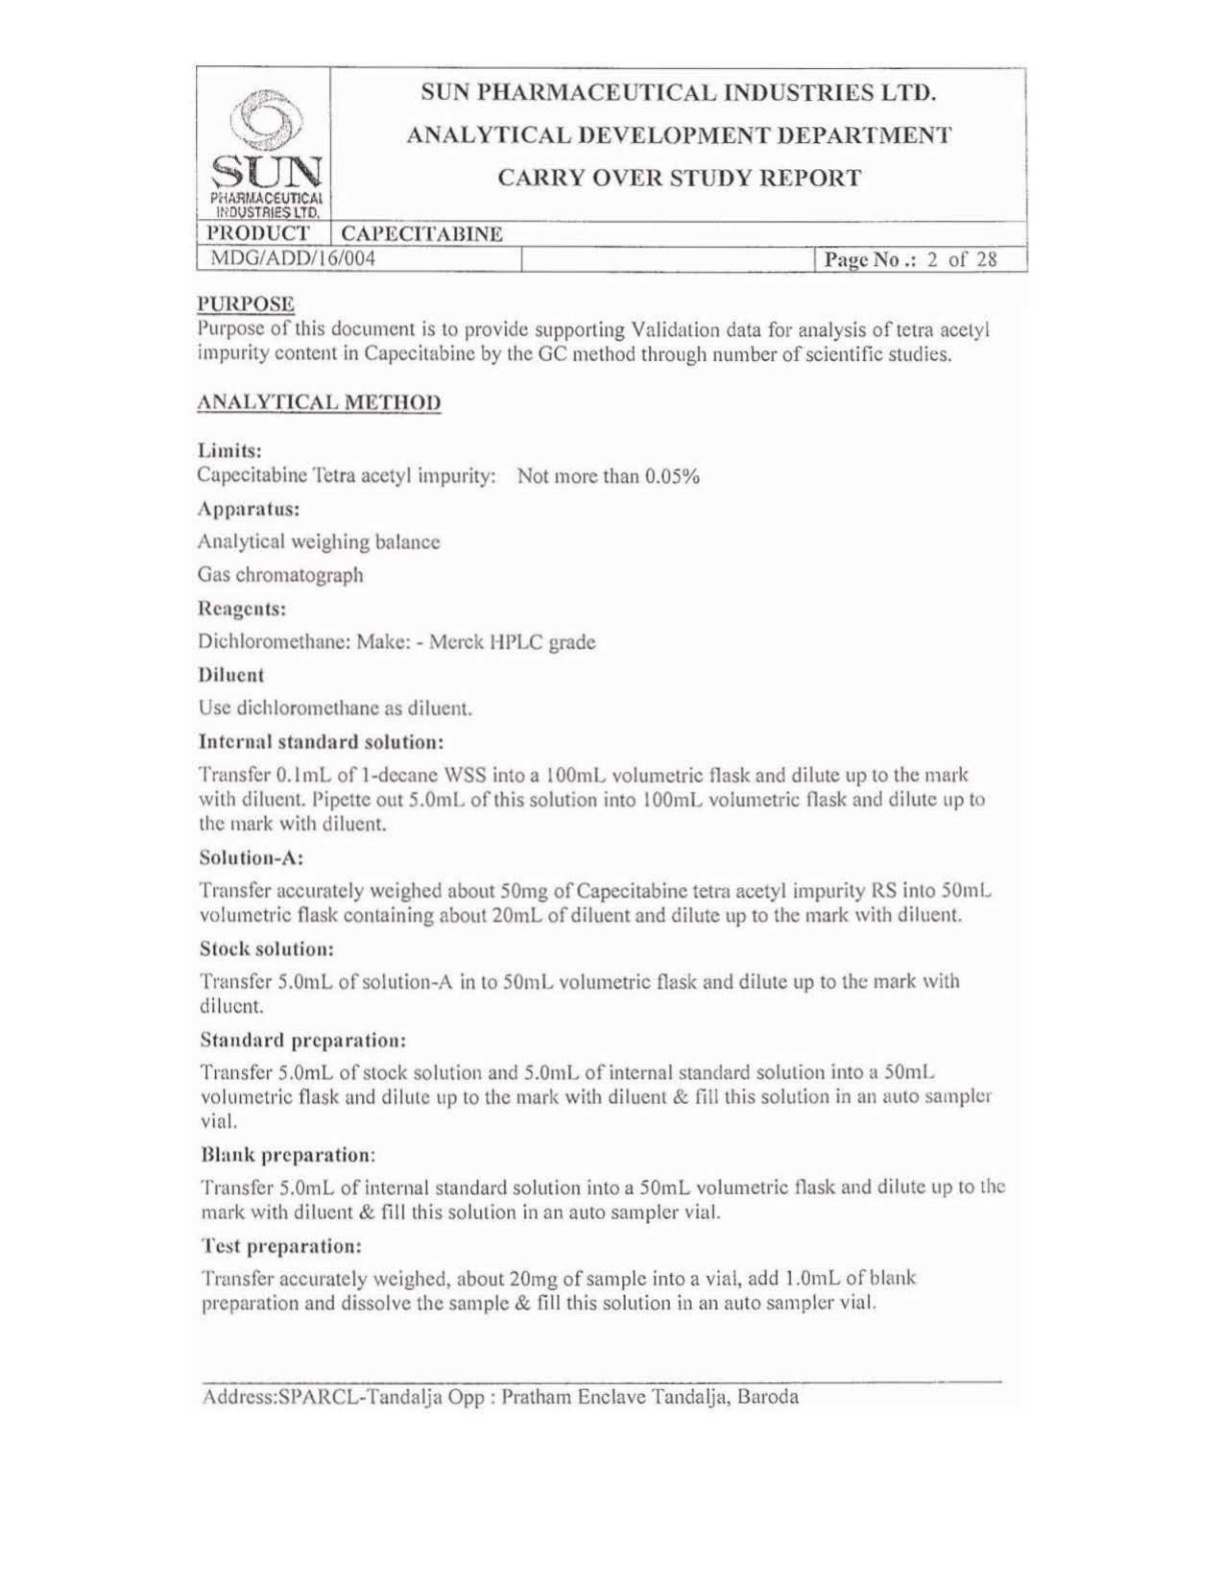 SUN
PHARMACEUTICAL
INDUSTRIES LTD.
SUN PHARMACEUTICAL INDUSTRIES LTD.
ANALYTICAL DEVELOPMENT DEPARTMENT
CARRY OVER STUDY REPORT
PRODUCT CAPECITABINE
MDG/ADD/16/004 Page No .: 2 of 28
PURPOSE
Purpose of this document is to provide supporting Validation data for analysis of tetra acetyl
impurity content in Capecitabine by the GC method through number of scientific studies.
ANALYTICAL METHOD
Limits:
Capecitabine Tetra acetyl impurity: Not more than 0.05%
Apparatus:
Analytical weighing balance
Gas chromatograph
Reagents:
Dichloromethane: Make: - Merck HPLC grade
Diluent
Use dichloromethane as diluent.
Internal standard solution:
Transfer 0.1mL of 1-decane WSS into a 100mL volumetric flask and dilute up to the mark
with diluent. Pipette out 5.0mL of this solution into 100mL volumetric flask and dilute up to
the mark with diluent.
Solution-A:
Transfer accurately weighed about 50mg of Capecitabine tetra acetyl impurity RS into 50mL
volumetric flask containing about 20mL of diluent and dilute up to the mark with diluent.
Stock solution:
Transfer 5.0mL of solution-A in to 50mL volumetric flask and dilute up to the mark with
diluent.
Standard preparation:
Transfer 5.0mL of stock solution and 5.0mL of internal standard solution into a 50mL
volumetric flask and dilute up to the mark with diluent & fill this solution in an auto sampler
vial.
Blank preparation:
Transfer 5.0mL of internal standard solution into a 50mL volumetric flask and dilute up to the
mark with diluent & fill this solution in an auto sampler vial.
Test preparation:
Transfer accurately weighed, about 20mg of sample into a vial, add 1.0mL of blank
preparation and dissolve the sample & fill this solution in an auto sampler vial.
Address:SPARCL-Tandalja Opp : Pratham Enclave Tandalja, Baroda